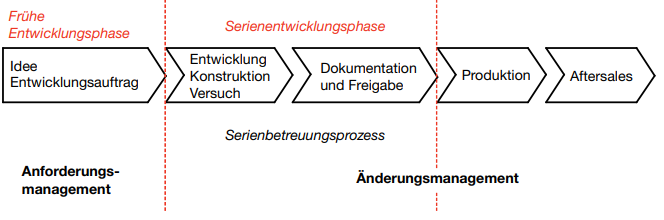 Frühe
Entwicklungsphase
Serienentwicklungsphase
Idee
Entwicklungsauftrag
Entwicklung
Konstruktion
Versuch
Dokumentation
und Freigabe
Produktion
Aftersales
Serienbetreuungsprozess
Anforderungs-
management
Änderungsmanagement